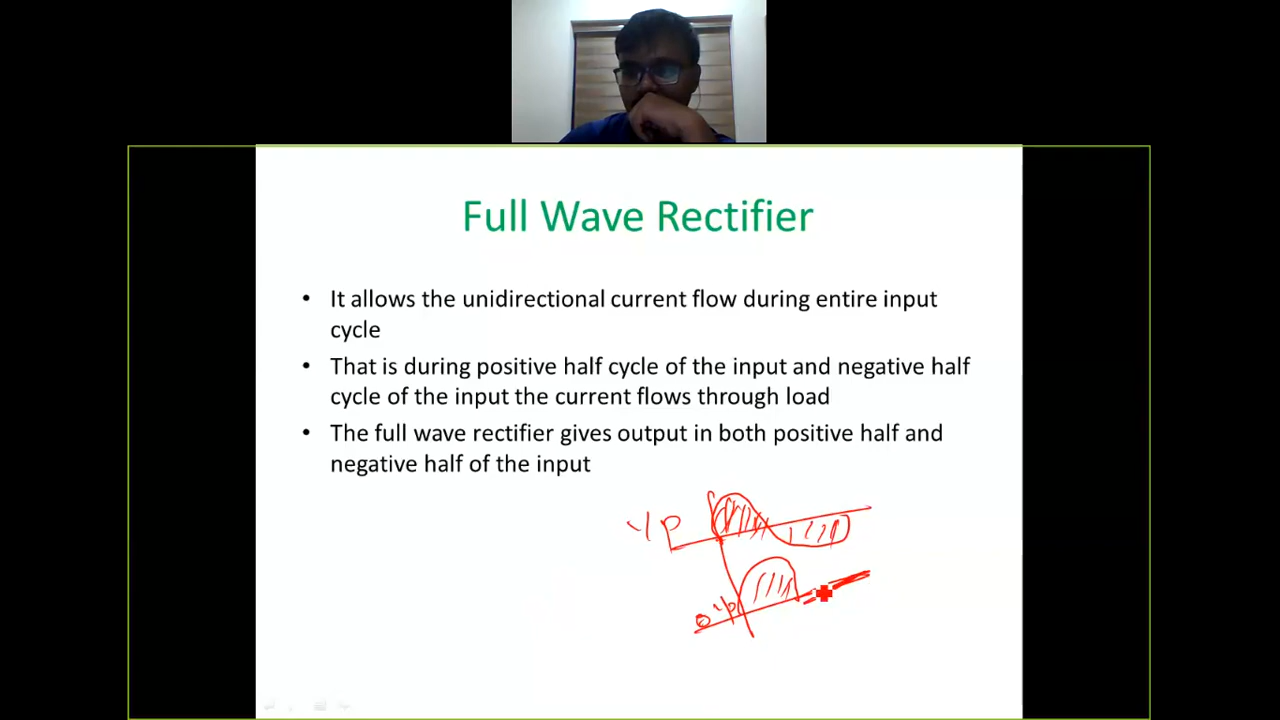 Full Wave Rectifier
• It allows the unidirectional current flow during entire input
cycle
• That is during positive half cycle of the input and negative half
cycle of the input the current flows through load
• The full wave rectifier gives output in both positive half and
negative half of the input
i/p
o/p